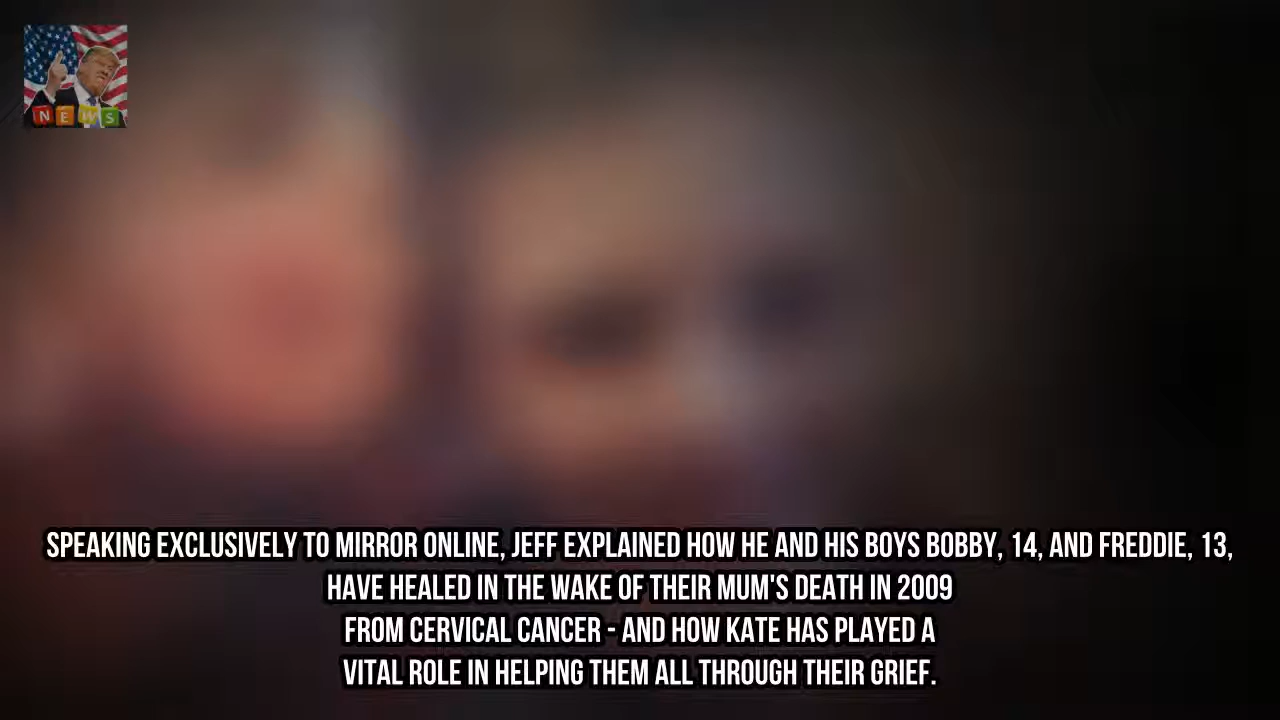 NEWS
SPEAKING EXCLUSIVELY TO MIRROR ONLINE, JEFF EXPLAINED HOW HE AND HIS BOYS BOBBY, 14, AND FREDDIE, 13,
HAVE HEALED IN THE WAKE OF THEIR MUM'S DEATH IN 2009
FROM CERVICAL CANCER - AND HOW KATE HAS PLAYED A
VITAL ROLE IN HELPING THEM ALL THROUGH THEIR GRIEF.